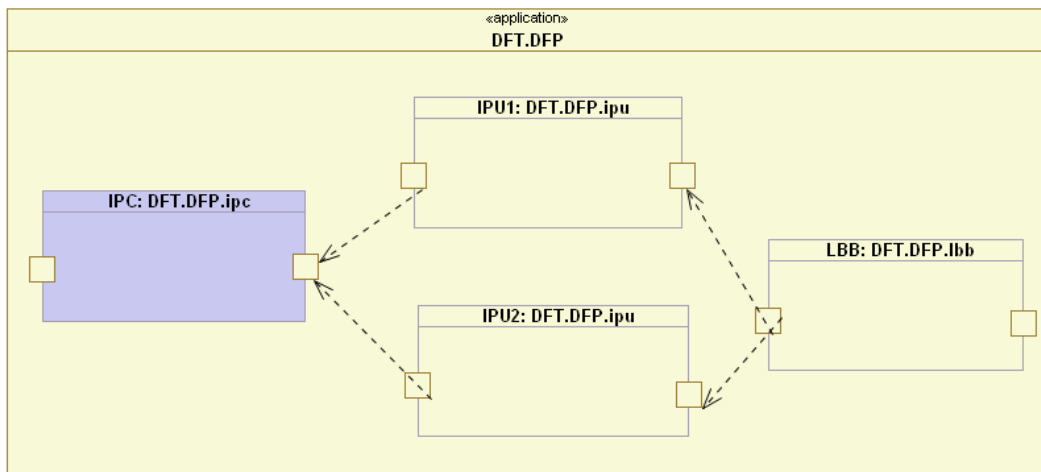 «application»
DFT.DFP
IPU1: DFT.DFP.ipu
IPC: DFT.DFP.ipc
LBB: DFT.DFP.lbb
IPU2: DFT.DFP.ipu